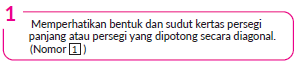 1
Memperhatikan bentuk dan sudut kertas persegi
panjang atau persegi yang dipotong secara diagonal.
(Nomor 1 )